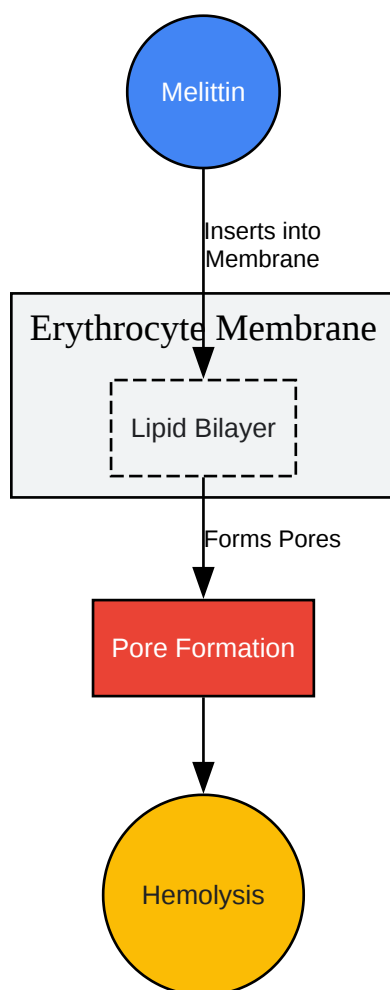 Melittin
Inserts into
Membrane
Erythrocyte Membrane
Lipid Bilayer
Forms Pores
Pore Formation
Hemolysis